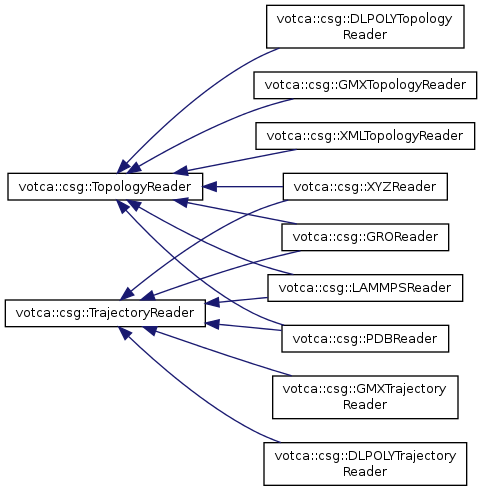 votca::csg::DLPOLYTopology
Reader
votca::csg::GMXTopologyReader
votca::csg::XMLTopologyReader
votca::csg::TopologyReader
votca::csg::XYZReader
votca::csg::GROReader
votca::csg::LAMMPSReader
votca::csg::TrajectoryReader
votca::csg::PDBReader
votca::csg::GMXTrajectory
Reader
votca::csg::DLPOLYTrajectory
Reader